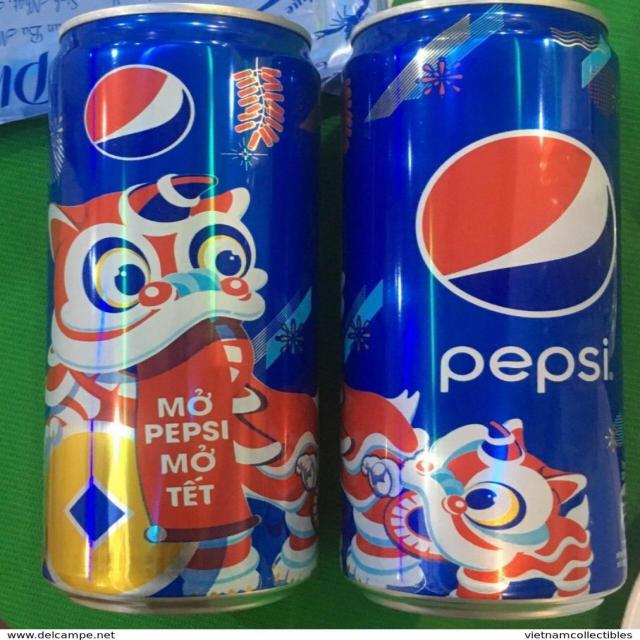 MỞ
PEPSI
MỞ
TẾT
pepsi
www.delcampe.net
vietnamcollectibles